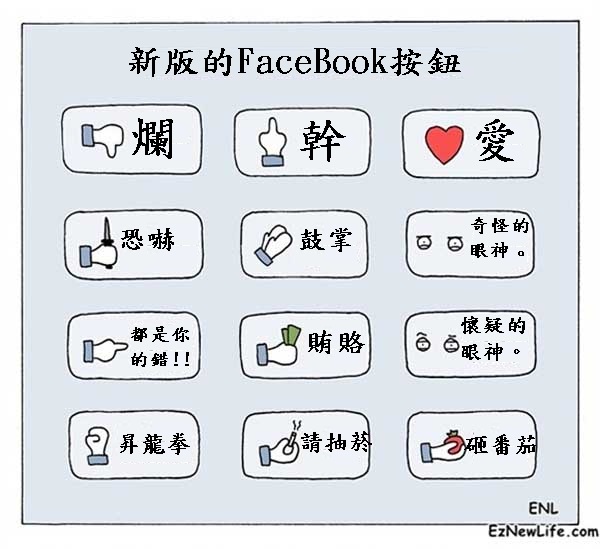 新版的FaceBook按鈕
爛
幹
愛
恐嚇
鼓掌
奇怪的
眼神。
都是你
的錯!!
賄賂
懷疑的
眼神。
昇龍拳
請抽菸
砸番茄
ENL
EzNewLife.com